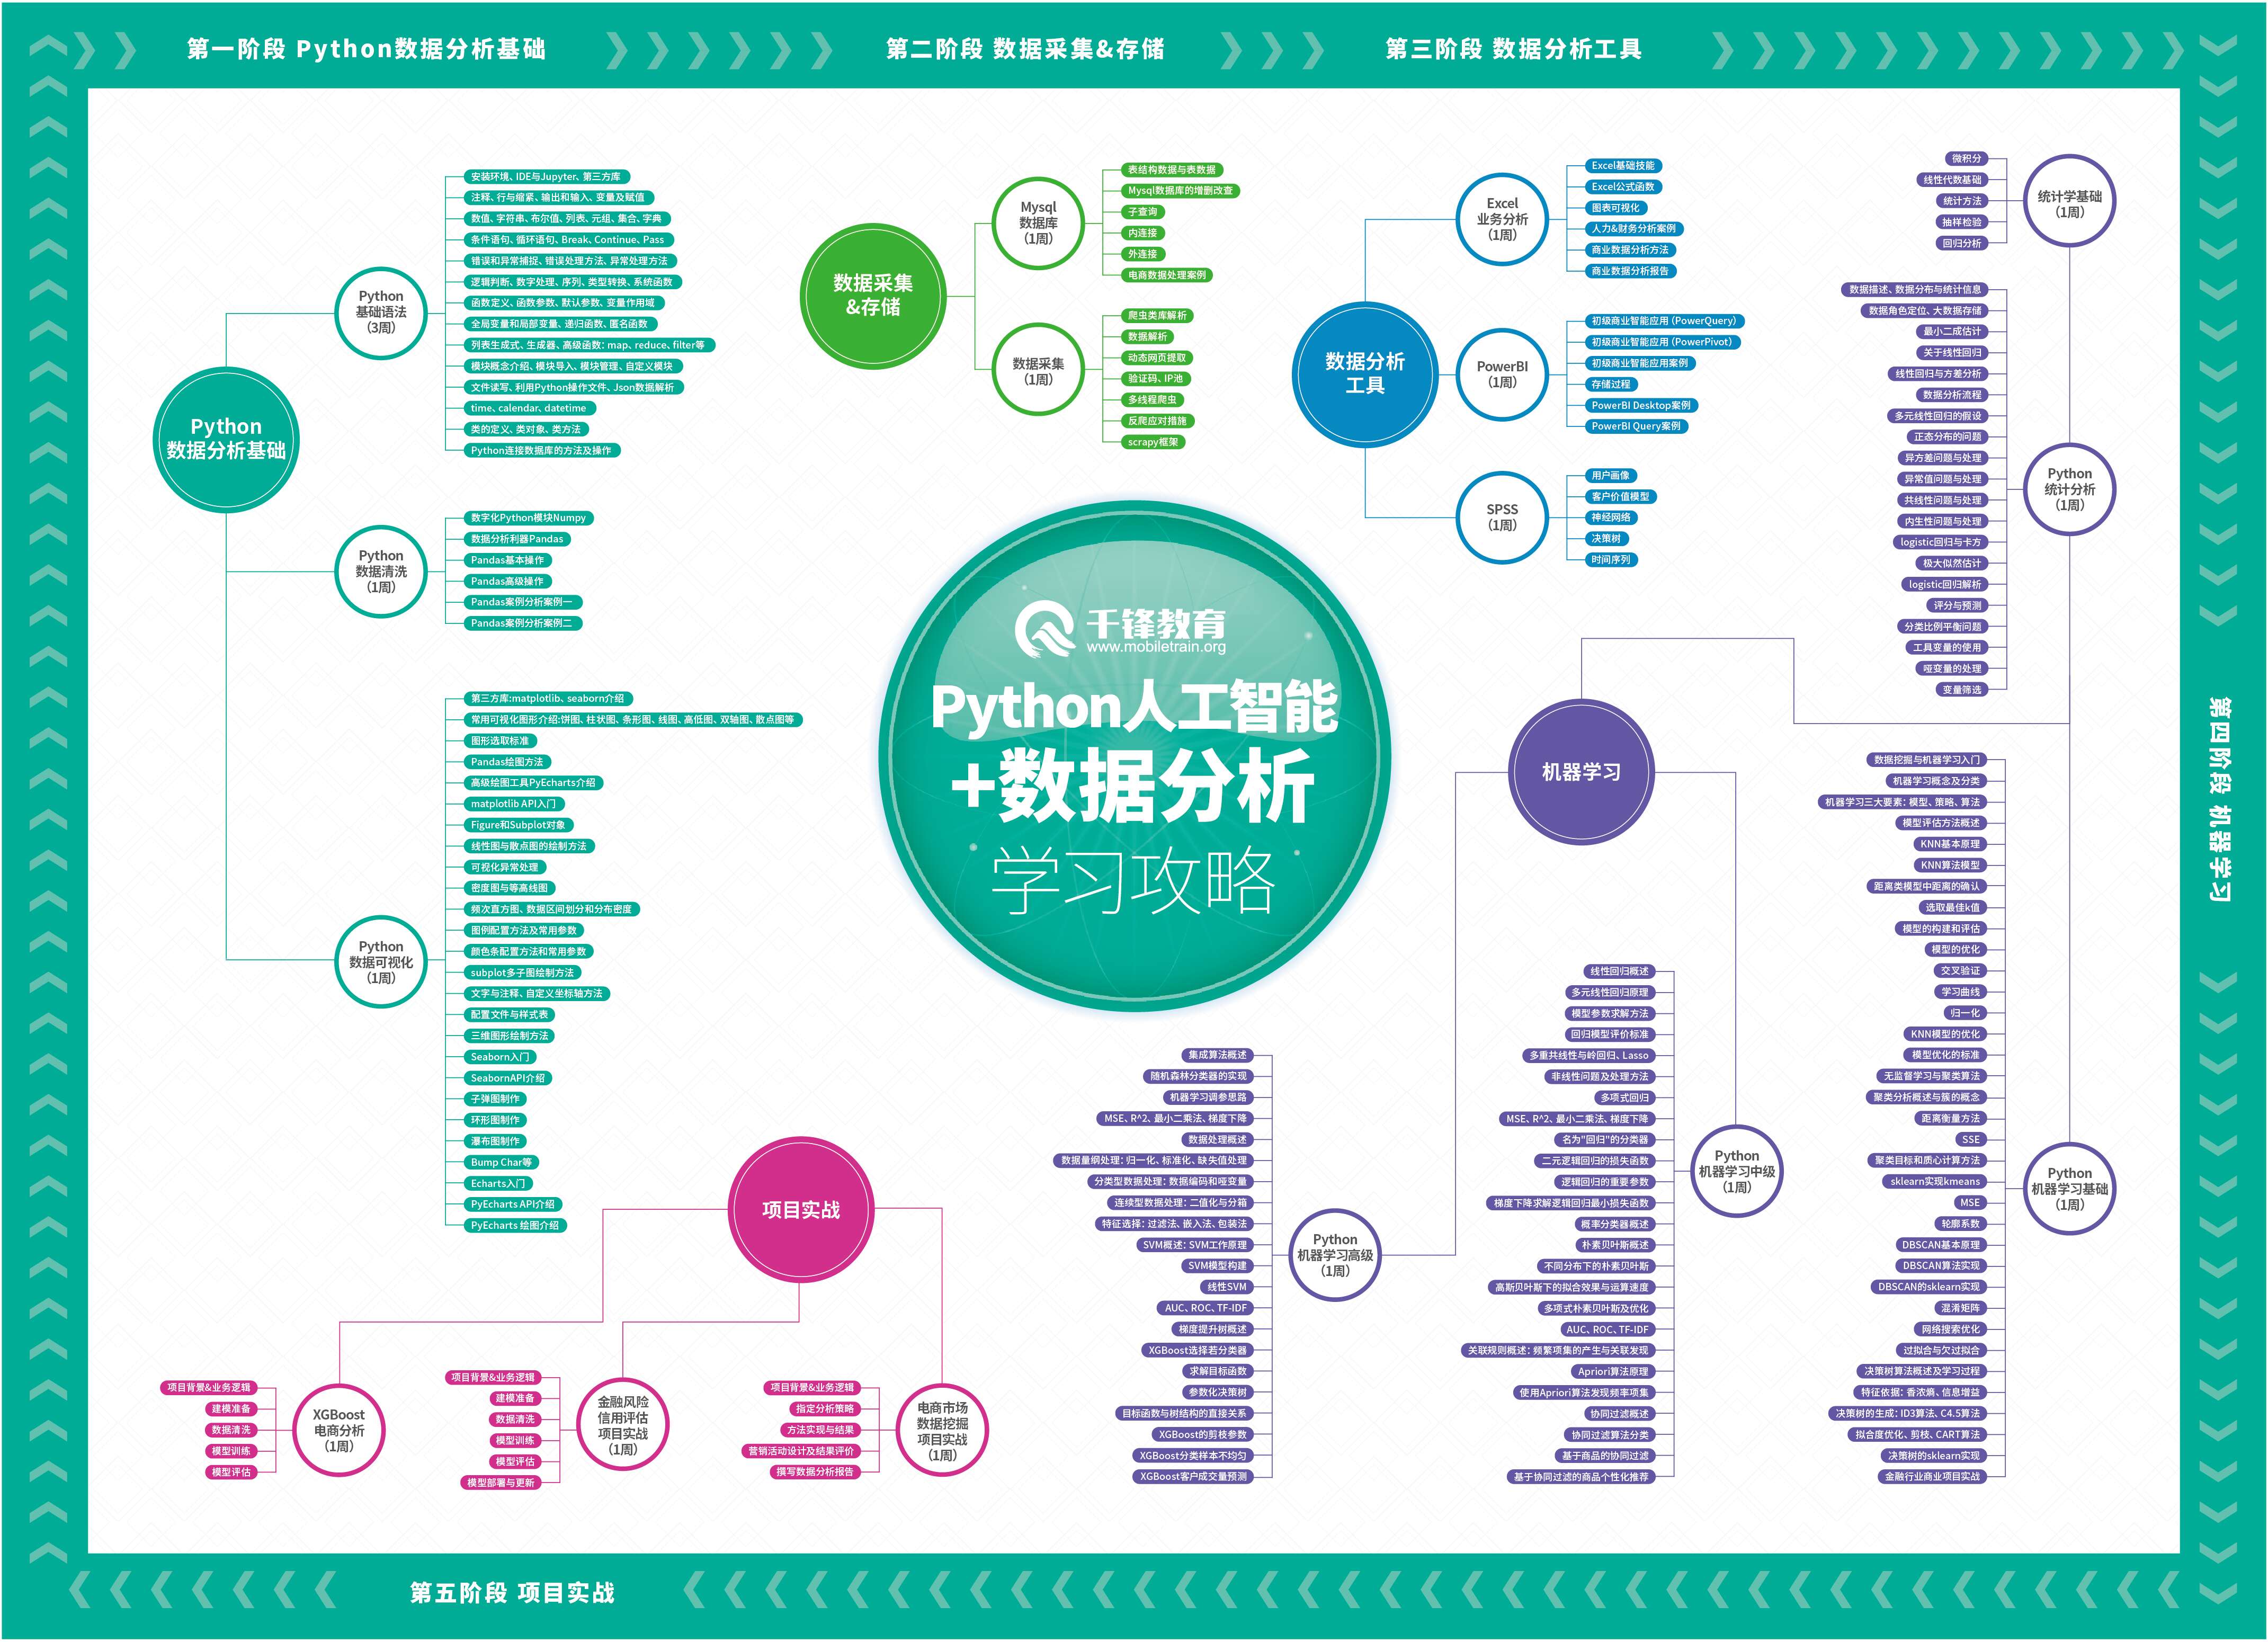 第一阶段 Python数据分析基础
第二阶段 数据采集&存储
第三阶段 数据分析工具
第四阶段 机器学习
第五阶段 项目实战
千锋教育
www.mobiletrain.org
Python人工智能
+数据分析
学习攻略
Python
数据分析基础
Python
基础语法
（3周）
安装环境、IDE与Jupyter、第三方库
注释、行与缩紧、输出和输入、变量及赋值
数值、字符串、布尔值、列表、元组、集合、字典
条件语句、循环语句、Break、Continue、Pass
错误和异常捕捉、错误处理方法、异常处理方法
逻辑判断、数字处理、序列、类型转换、系统函数
函数定义、函数参数、默认参数、变量作用域
全局变量和局部变量、递归函数、匿名函数
列表生成式、生成器、高级函数：map、reduce、filter等
模块概念介绍、模块导入、模块管理、自定义模块
文件读写、利用Python操作文件、Json数据解析
time、calendar、datetime
类的定义、类对象、类方法
Python连接数据库的方法及操作
Python
数据清洗
（1周）
数字化Python模块Numpy
数据分析利器Pandas
Pandas基本操作
Pandas高级操作
Pandas案例分析案例一
Pandas案例分析案例二
Python
数据可视化
（1周）
第三方库:matplotlib、seaborn介绍
常用可视化图形介绍:饼图、柱状图、条形图、线图、高低图、双轴图、散点图等
图形选取标准
Pandas绘图方法
高级绘图工具PyEcharts介绍
matplotlib API入门
Figure和Subplot对象
线性图与散点图的绘制方法
可视化异常处理
密度图与等高线图
频次直方图、数据区间划分和分布密度
图例配置方法及常用参数
颜色条配置方法和常用参数
subplot多子图绘制方法
文字与注释、自定义坐标轴方法
配置文件与样式表
三维图形绘制方法
Seaborn入门
SeabornAPI介绍
子弹图制作
环形图制作
瀑布图制作
Bump Char等
Echarts入门
PyEcharts API介绍
PyEcharts 绘图介绍
数据采集
&存储
Mysql
数据库
（1周）
表结构数据与表数据
Mysql数据库的增删改查
子查询
内连接
外连接
电商数据处理案例
数据采集
（1周）
爬虫类库解析
数据解析
动态网页提取
验证码、IP池
多线程爬虫
反爬应对措施
scrapy框架
数据分析
工具
Excel
业务分析
（1周）
Excel基础技能
Excel公式函数
图表可视化
人力&财务分析案例
商业数据分析方法
商业数据分析报告
PowerBI
（1周）
初级商业智能应用（PowerQuery）
初级商业智能应用（PowerPivot）
初级商业智能应用案例
存储过程
PowerBI Desktop案例
PowerBI Query案例
SPSS
（1周）
用户画像
客户价值模型
神经网络
决策树
时间序列
机器学习
统计学基础
（1周）
微积分
线性代数基础
统计方法
抽样检验
回归分析
Python
统计分析
（1周）
数据描述、数据分布与统计信息
数据角色定位、大数据存储
最小二成估计
关于线性回归
线性回归与方差分析
数据分析流程
多元线性回归的假设
正态分布的问题
异方差问题与处理
异常值问题与处理
共线性问题与处理
内生性问题与处理
logistic回归与卡方
极大似然估计
logistic回归解析
评分与预测
分类比例平衡问题
工具变量的使用
哑变量的处理
变量筛选
Python
机器学习基础
（1周）
数据挖掘与机器学习入门
机器学习概念及分类
机器学习三大要素：模型、策略、算法
模型评估方法概述
KNN基本原理
KNN算法模型
距离类模型中距离的确认
选取最佳k值
模型的构建和评估
模型的优化
交叉验证
学习曲线
归一化
KNN模型的优化
模型优化的标准
无监督学习与聚类算法
聚类分析概述与簇的概念
距离衡量方法
SSE
聚类目标和质心计算方法
sklearn实现kmeans
MSE
轮廓系数
DBSCAN基本原理
DBSCAN算法实现
DBSCAN的sklearn实现
混淆矩阵
网络搜索优化
过拟合与欠过拟合
决策树算法概述及学习过程
特征依据：香浓熵、信息增益
决策树的生成：ID3算法、C4.5算法
拟合度优化、剪枝、CART算法
决策树的sklearn实现
金融行业商业项目实战
Python
机器学习中级
（1周）
线性回归概述
多元线性回归原理
模型参数求解方法
回归模型评价标准
多重共线性与岭回归、Lasso
非线性问题及处理方法
多项式回归
MSE、R^2、最小二乘法、梯度下降
名为"回归"的分类器
二元逻辑回归的损失函数
逻辑回归的重要参数
梯度下降求解逻辑回归最小损失函数
概率分类器概述
朴素贝叶斯概述
不同分布下的朴素贝叶斯
高斯贝叶斯下的拟合效果与运算速度
多项式朴素贝叶斯及优化
AUC、ROC、TF-IDF
关联规则概述：频繁项集的产生与关联发现
Apriori算法原理
使用Apriori算法发现频率项集
协同过滤概述
协同过滤算法分类
基于商品的协同过滤
基于协同过滤的商品个性化推荐
Python
机器学习高级
（1周）
集成算法概述
随机森林分类器的实现
机器学习调参思路
MSE、R^2、最小二乘法、梯度下降
数据处理概述
数据量纲处理：归一化、标准化、缺失值处理
分类型数据处理：数据编码和哑变量
连续型数据处理：二值化与分箱
特征选择：过滤法、嵌入法、包装法
SVM概述：SVM工作原理
SVM模型构建
线性SVM
AUC、ROC、TF-IDF
梯度提升树概述
XGBoost选择若分类器
求解目标函数
参数化决策树
目标函数与树结构的直接关系
XGBoost的剪枝参数
XGBoost分类样本不均匀
XGBoost客户成交量预测
项目实战
XGBoost
电商分析
（1周）
项目背景&业务逻辑
建模准备
数据清洗
模型训练
模型评估
金融风险
信用评估
项目实战
（1周）
项目背景&业务逻辑
建模准备
数据清洗
模型训练
模型评估
模型部署与更新
电商市场
数据挖掘
项目实战
（1周）
项目背景&业务逻辑
指定分析策略
方法实现与结果
营销活动设计及结果评价
撰写数据分析报告